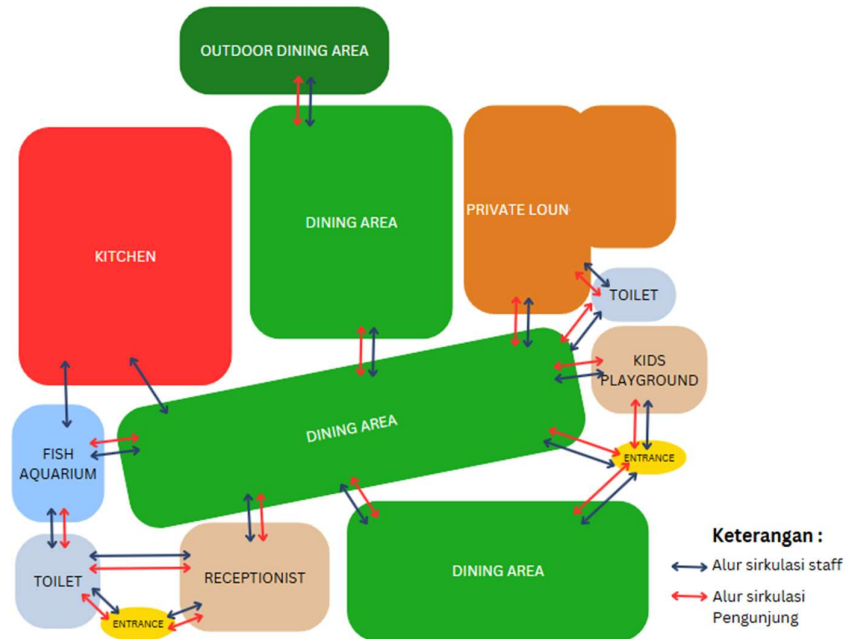 OUTDOOR DINING AREA
DINING AREA
PRIVATE LOUN
KITCHEN
TOILET
KIDS
PLAYGROUND
DINING AREA
FISH
AQUARIUM
ENTRANCE
TOILET
RECEPTIONIST
DINING AREA
ENTRANCE
Keterangan :
Alur sirkulasi staff
Alur sirkulasi
Pengunjung